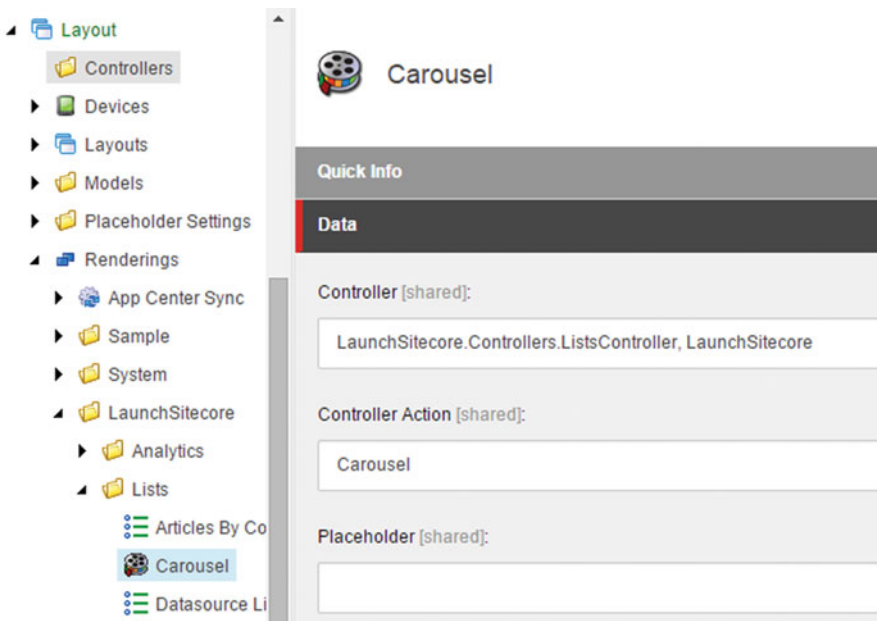 Layout
Controllers
Devices
Layouts
Models
Placeholder Settings
Renderings
App Center Sync
Sample
System
LaunchSitecore
Analytics
Lists
Articles By Co
Carousel
Datasource Li
Carousel
Quick Info
Data
Controller [shared]:
LaunchSitecore.Controllers.ListsController, LaunchSitecore
Controller Action [shared]:
Carousel
Placeholder [shared]: